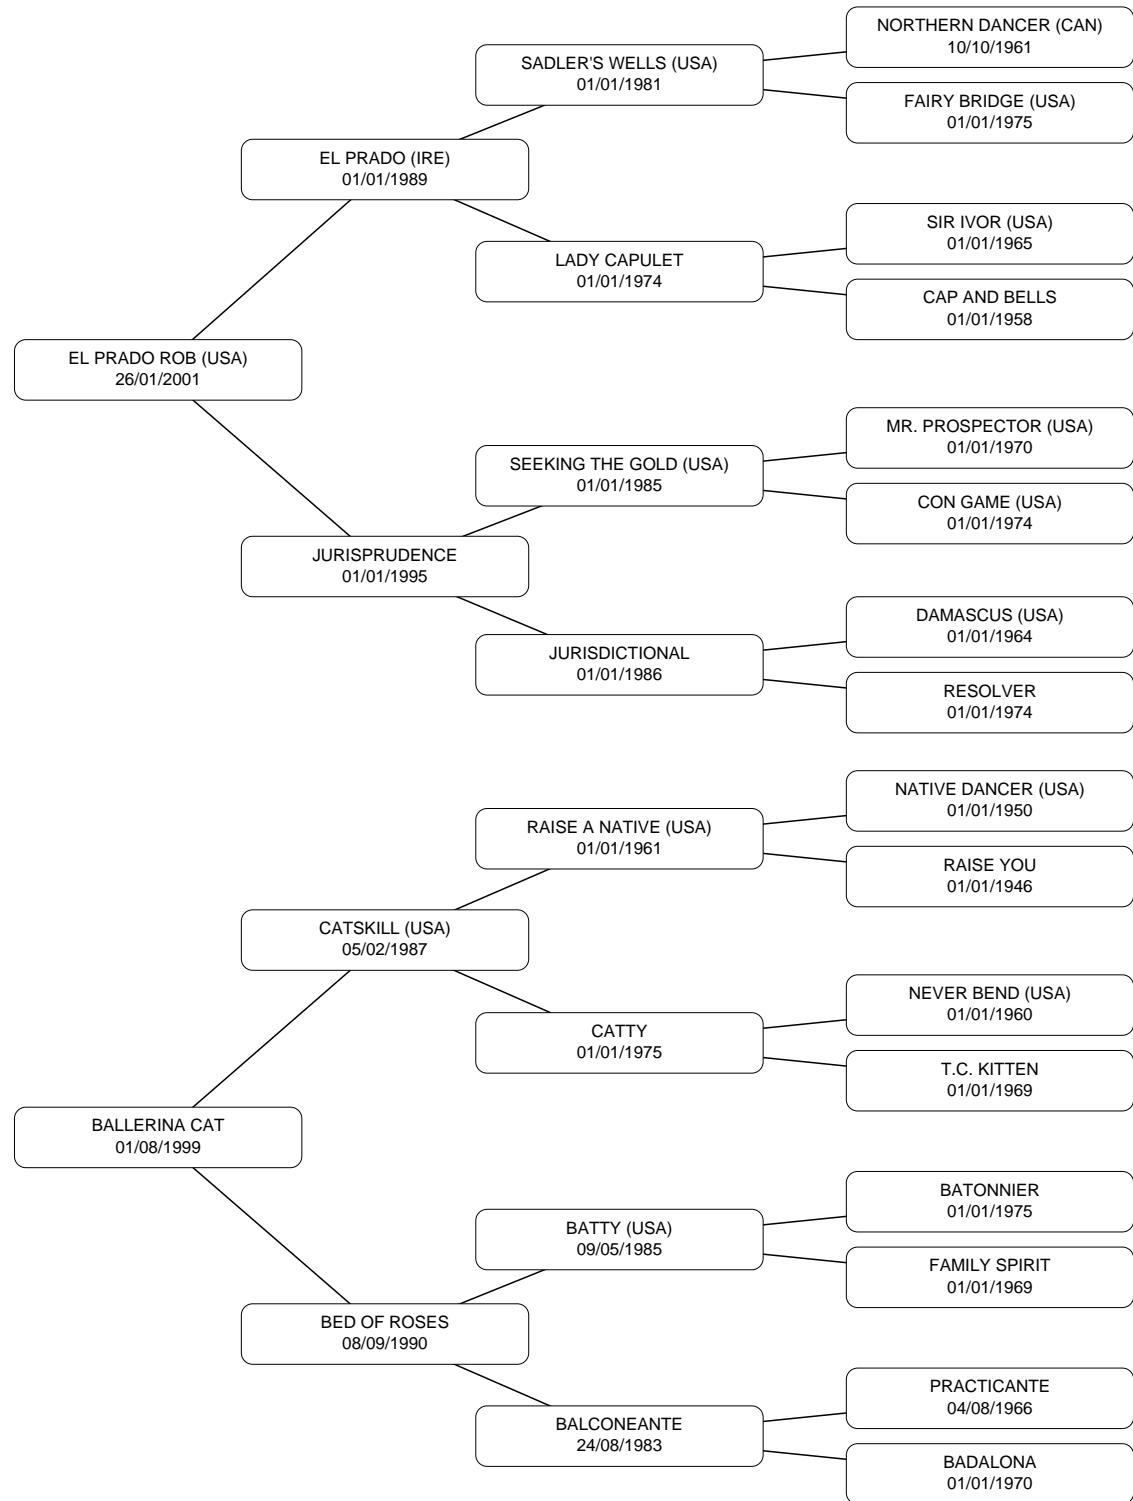 NORTHERN DANCER (CAN)
10/10/1961
SADLER'S WELLS (USA)
01/01/1981
FAIRY BRIDGE (USA)
01/01/1975
EL PRADO (IRE)
01/01/1989
SIR IVOR (USA)
01/01/1965
LADY CAPULET
01/01/1974
CAP AND BELLS
01/01/1958
EL PRADO ROB (USA)
26/01/2001
MR. PROSPECTOR (USA)
01/01/1970
SEEKING THE GOLD (USA)
01/01/1985
CON GAME (USA)
01/01/1974
JURISPRUDENCE
01/01/1995
DAMASCUS (USA)
01/01/1964
JURISDICTIONAL
01/01/1986
RESOLVER
01/01/1974
NATIVE DANCER (USA)
01/01/1950
RAISE A NATIVE (USA)
01/01/1961
RAISE YOU
01/01/1946
CATSKILL (USA)
05/02/1987
NEVER BEND (USA)
01/01/1960
CATTY
01/01/1975
T.C. KITTEN
01/01/1969
BALLERINA CAT
01/08/1999
BATONNIER
01/01/1975
BATTY (USA)
09/05/1985
FAMILY SPIRIT
01/01/1969
BED OF ROSES
08/09/1990
PRACTICANTE
04/08/1966
BALCONEANTE
24/08/1983
BADALONA
01/01/1970